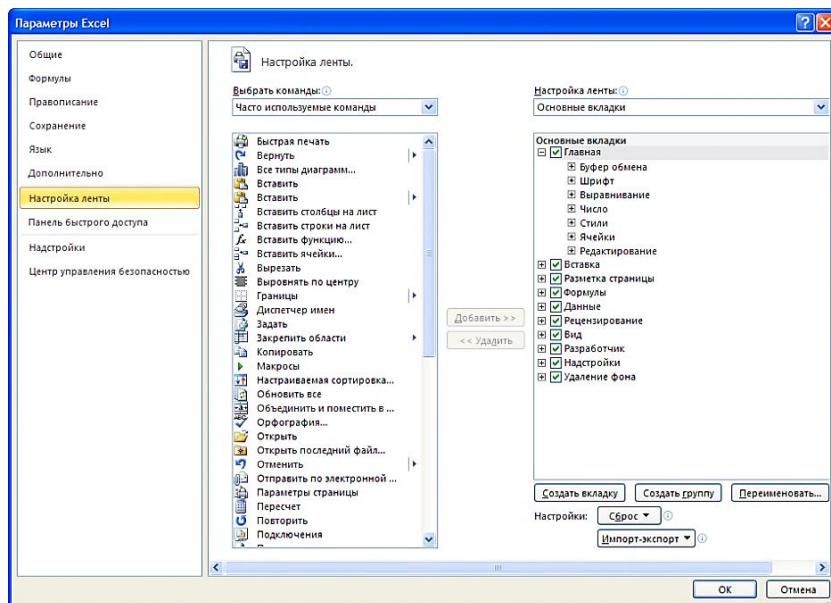 Параметры Excel
Общие
Формулы
Правописание
Сохранение
Язык
Дополнительно
Настройка ленты
Панель быстрого доступа
Надстройки
Центр управления безопасностью
Настройка ленты.
Выбрать команды:
Часто используемые команды
Быстрая печать
Вернуть
Все типы диаграмм...
Вставить
Вставить
Вставить столбцы на лист
Вставить строки на лист
Вставить функцию...
Вставить ячейки...
Вырезать
Выровнять по центру
Границы
Диспетчер имен
Задать
Закрепить области
Копировать
Макросы
Настраиваемая сортировка...
Обновить все
Объединить и поместить в ...
Орфография...
Открыть
Открыть последний файл...
Отменить
Отправить по электронной ...
Параметры страницы
Пересчет
Повторить
Подключения
Добавить >>
<< Удалить
Настройка ленты:
Основные вкладки
Основные вкладки
Главная
Буфер обмена
Шрифт
Выравнивание
Число
Стили
Ячейки
Редактирование
Вставка
Разметка страницы
Формулы
Данные
Рецензирование
Вид
Разработчик
Надстройки
Удаление фона
Создать вкладку Создать группу Переименовать...
Настройки: Сброс
Импорт-экспорт
ОК Отмена